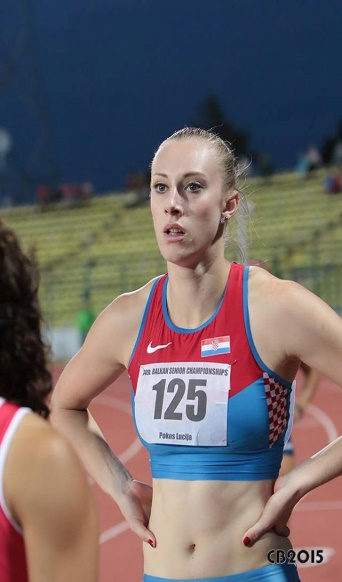 BALKAN SENIOR CHAMPIONSHIPS
125
Pokos Lucija
CB2015